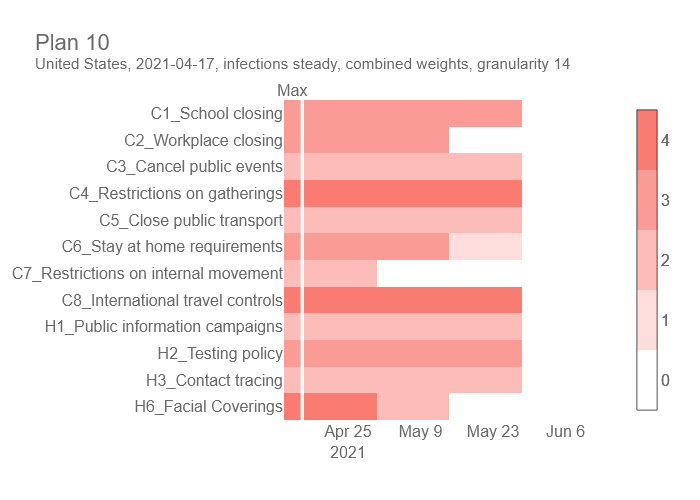 Plan 10
United States, 2021-04-17, infections steady, combined weights, granularity 14
Max
C1_School closing
C2_Workplace closing
C3_Cancel public events
C4_Restrictions on gatherings
C5_Close public transport
C6_Stay at home requirements
C7_Restrictions on internal movement
C8_International travel controls
H1_Public information campaigns
H2_Testing policy
H3_Contact tracing
H6_Facial Coverings
Apr 25 May 9 May 23 Jun 6
2021
4
3
2
1
0